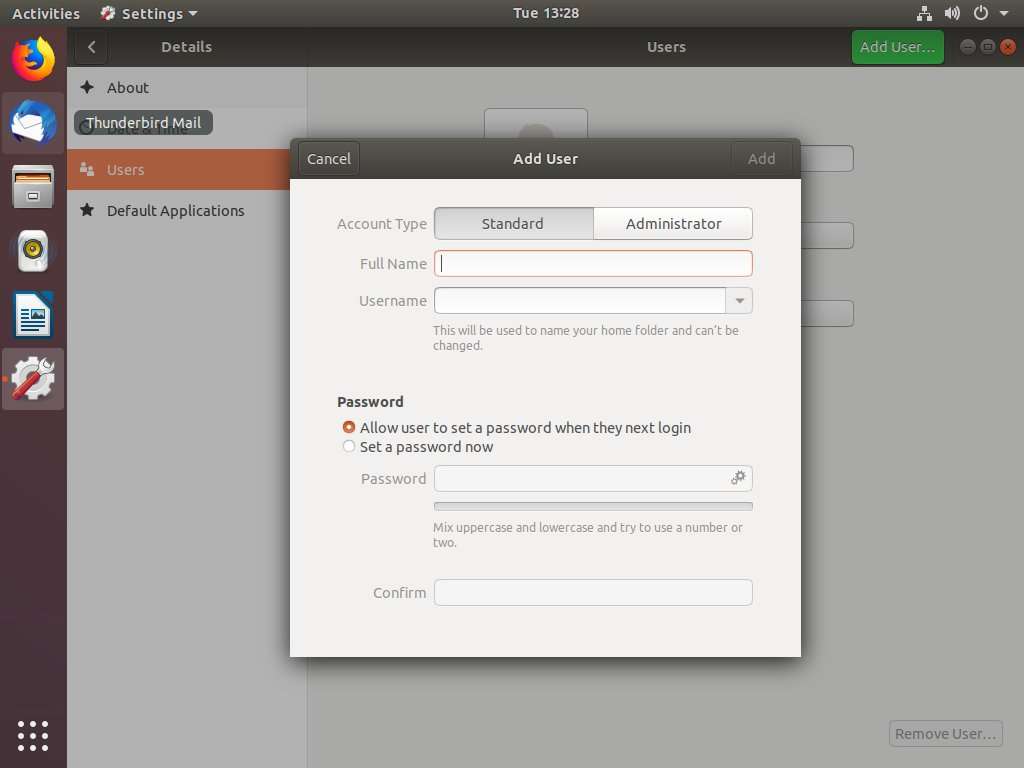 Activities
Settings
Tue 13:28
Details
Users
Add User...
About
Thunderbird Mail
Date & Time
Users
Default Applications
Cancel
Add User
Add
Account Type
Standard
Administrator
Full Name
Username
This will be used to name your home folder and can't be
changed.
Password
Allow user to set a password when they next login
Set a password now
Password
Mix uppercase and lowercase and try to use a number or
two.
Confirm
Remove User...